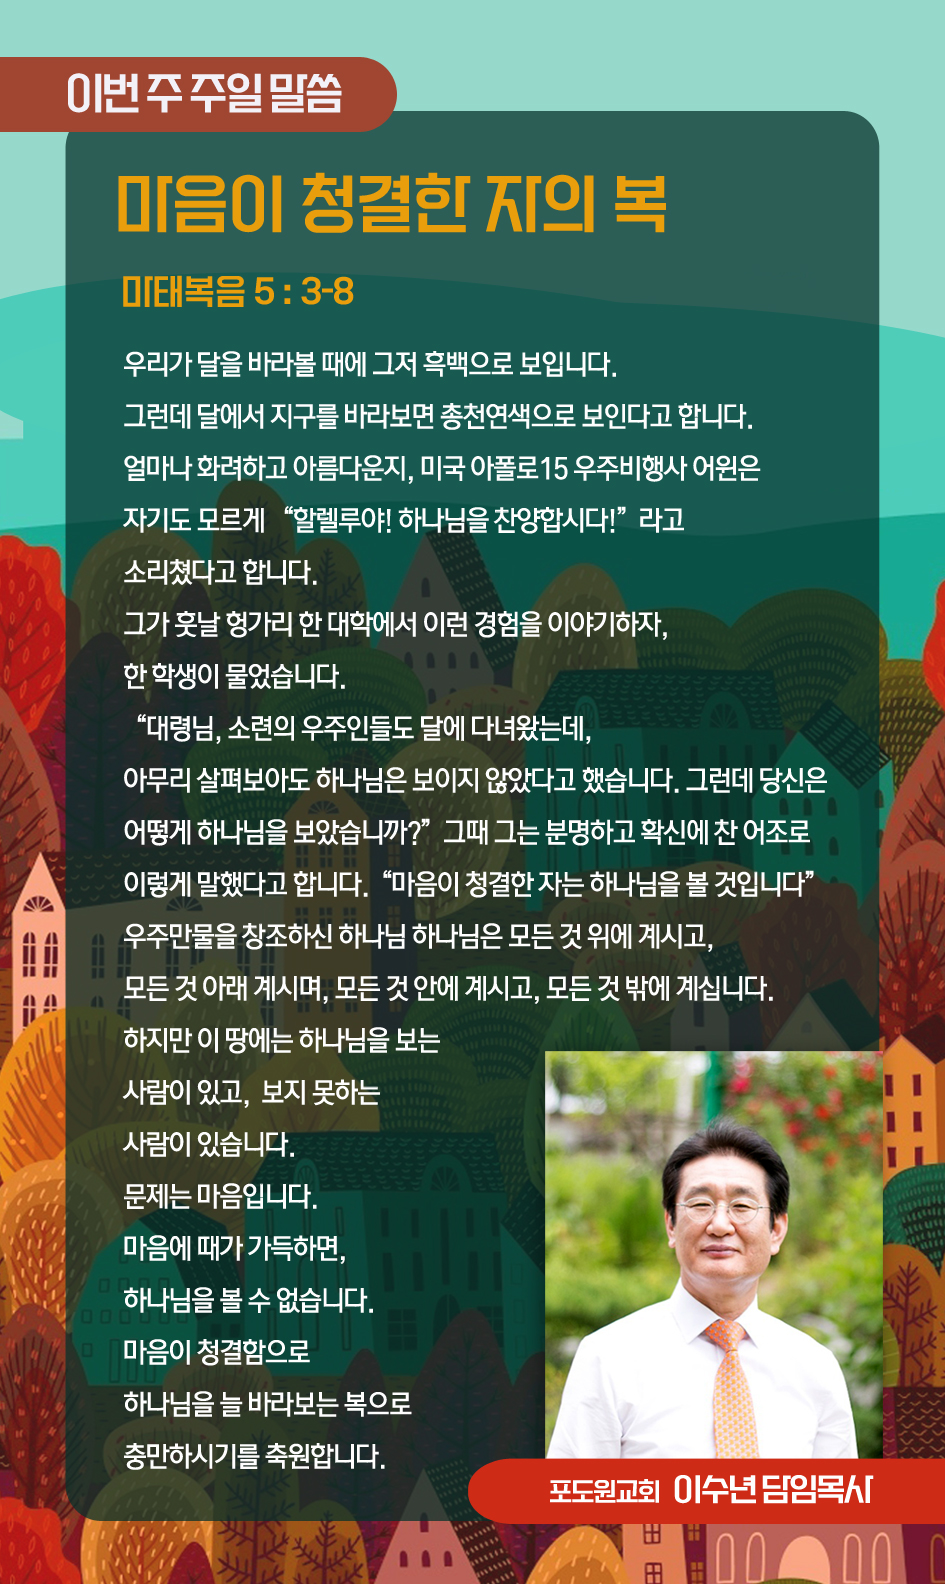 이번 주 주일 말씀
마음이 청결한 자의 복
마태복음 5 : 3-8
우리가 달을 바라볼 때에 그저 흑백으로 보입니다.
그런데 달에서 지구를 바라보면 총천연색으로 보인다고 합니다.
얼마나 화려하고 아름다운지, 미국 아폴로15 우주비행사 어윈은
자기도 모르게 “할렐루야! 하나님을 찬양합시다!” 라고
소리쳤다고 합니다.
그가 훗날 헝가리 한 대학에서 이런 경험을 이야기하자,
한 학생이 물었습니다.
“대령님, 소련의 우주인들도 달에 다녀왔는데,
아무리 살펴보아도 하나님은 보이지 않았다고 했습니다. 그런데 당신은
어떻게 하나님을 보았습니까?” 그때 그는 분명하고 확신에 찬 어조로
이렇게 말했다고 합니다. “마음이 청결한 자는 하나님을 볼 것입니다”
우주만물을 창조하신 하나님 하나님은 모든 것 위에 계시고,
모든 것 아래 계시며, 모든 것 안에 계시고, 모든 것 밖에 계십니다.
하지만 이 땅에는 하나님을 보는
사람이 있고, 보지 못하는
사람이 있습니다.
문제는 마음입니다.
마음에 때가 가득하면,
하나님을 볼 수 없습니다.
마음이 청결함으로
하나님을 늘 바라보는 복으로
충만하시기를 축원합니다.
포도원교회 이수년 담임목사